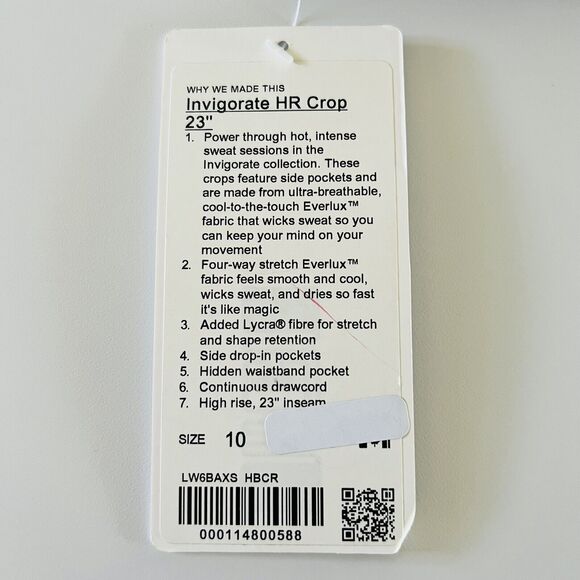 WHY WE MADE THIS
Invigorate HR Crop
23"
1. Power through hot, intense
sweat sessions in the
Invigorate collection. These
crops feature side pockets and
are made from ultra-breathable,
cool-to-the-touch Everlux™
fabric that wicks sweat so you
can keep your mind on your
movement
2. Four-way stretch Everlux™
fabric feels smooth and cool,
wicks sweat, and dries so fast
it's like magic
3. Added Lycra® fibre for stretch
and shape retention
4. Side drop-in pockets
5. Hidden waistband pocket
6. Continuous drawcord
7. High rise, 23" inseam
SIZE 10
LW6BAXS HBCR
000114800588